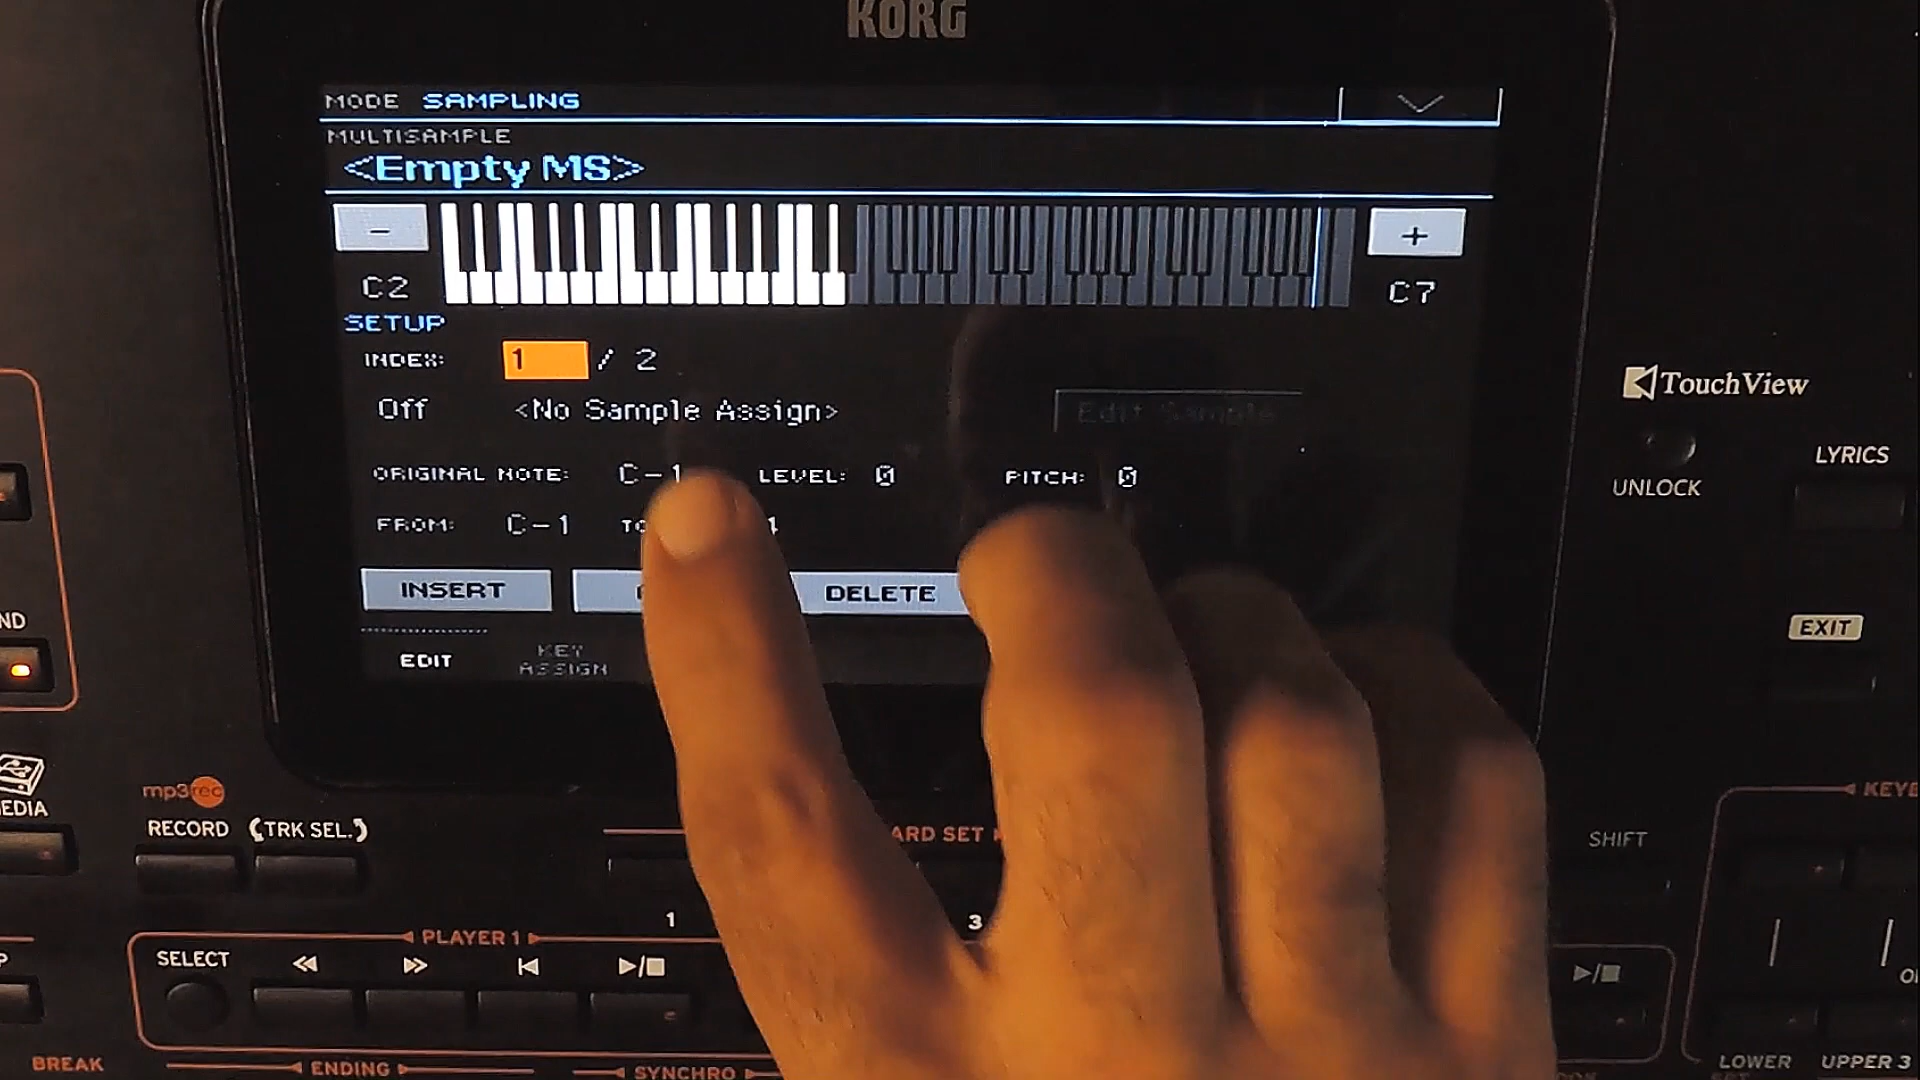 KORG
MODE SAMPLING
MULTISAMPLE
<Empty MS>
-
+
C2
C7
SETUP
INDEX: 1 / 2
Off <No Sample Assign> Edit Sample
ORIGINAL NOTE: C-1 LEVEL: 0 PITCH: 0
FROM: C-1
INSERT DELETE
EDIT KEY ASSIGN
TouchView
UNLOCK
LYRICS
EXIT
mp3rec
RECORD (TRK SEL.)
SHIFT
1
3
PLAYER 1
SELECT
BREAK
ENDING
SYNCHRO
LOWER UPPER 3